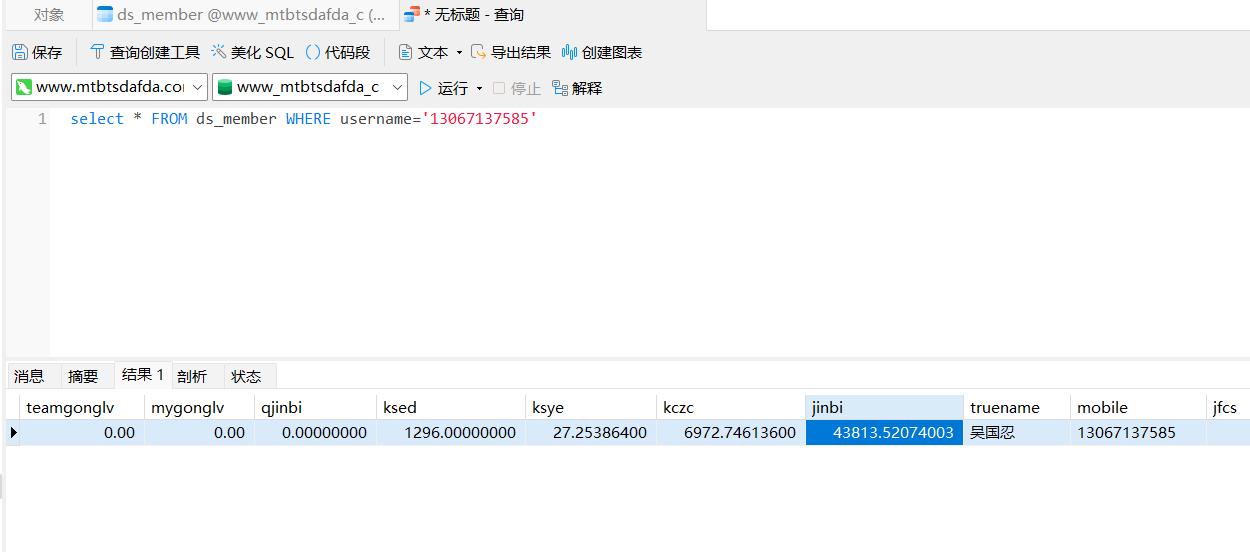 对象 ds_member @www_mtbtsdafda_c (... * 无标题 - 查询
保存 查询创建工具 美化 SQL () 代码段 文本 导出结果 创建图表
www.mtbtsdafda.co www_mtbtsdafda_c 运行 停止 解释
1 select * FROM ds_member WHERE username='13067137585'
消息 摘要 结果 1 剖析 状态
teamgonglv mygonglv qjinbi ksed ksye kczc jinbi truename mobile jfcs
0.00 0.00 0.00000000 1296.00000000 27.25386400 6972.74613600 43813.52074003 吴国忍 13067137585